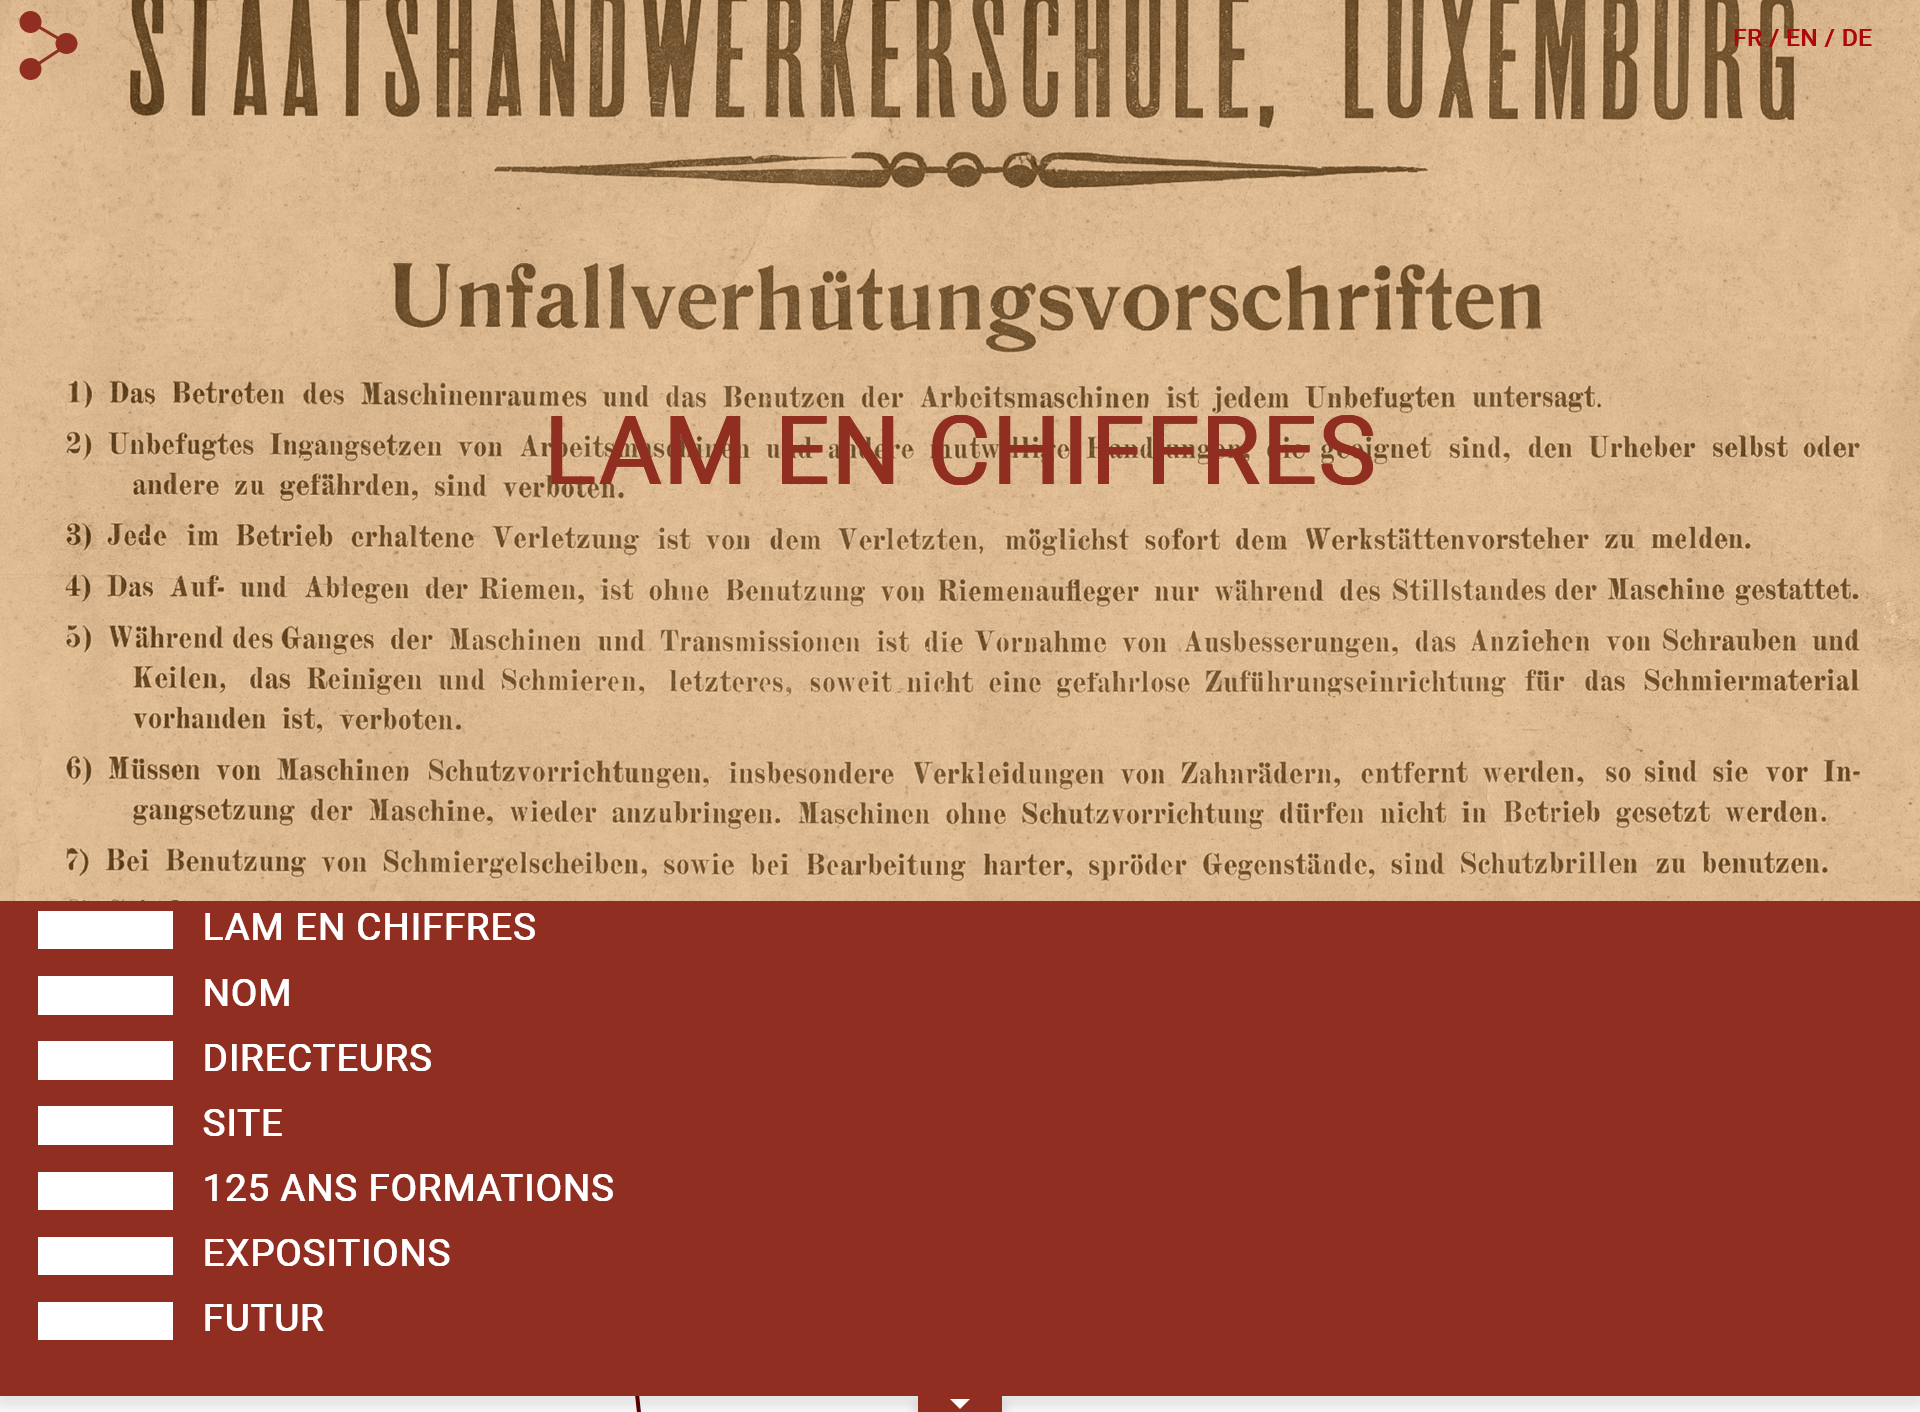 STAATSHANDWERKERSCHULE, LUXEMBURG
FR / EN / DE
Unfallverhütungsvorschriften
1) Das Betreten des Maschinenraumes und das Benutzen der Arbeitsmaschinen ist jedem Unbefugten untersagt.
LAM EN CHIFFRES
2) Unbefugtes Ingangsetzen von Arbeitsmaschinen und andere mutwillige Handlungen, die geeignet sind, den Urheber selbst oder
andere zu gefährden, sind verboten.
3) Jede im Betrieb erhaltene Verletzung ist von dem Verletzten, möglichst sofort dem Werkstättenvorsteher zu melden.
4) Das Auf- und Ablegen der Riemen, ist ohne Benutzung von Riemenaufleger nur während des Stillstandes der Maschine gestattet.
5) Während des Ganges der Maschinen und Transmissionen ist die Vornahme von Ausbesserungen, das Anziehen von Schrauben und
Keilen, das Reinigen und Schmieren, letzteres, soweit nicht eine gefahrlose Zuführungseinrichtung für das Schmiermaterial
vorhanden ist, verboten.
6) Müssen von Maschinen Schutzvorrichtungen, insbesondere Verkleidungen von Zahnrädern, entfernt werden, so sind sie vor In-
gangsetzung der Maschine, wieder anzubringen. Maschinen ohne Schutzvorrichtung dürfen nicht in Betrieb gesetzt werden.
7) Bei Benutzung von Schmiergelscheiben, sowie bei Bearbeitung harter, spröder Gegenstände, sind Schutzbrillen zu benutzen.
LAM EN CHIFFRES
NOM
DIRECTEURS
SITE
125 ANS FORMATIONS
EXPOSITIONS
FUTUR